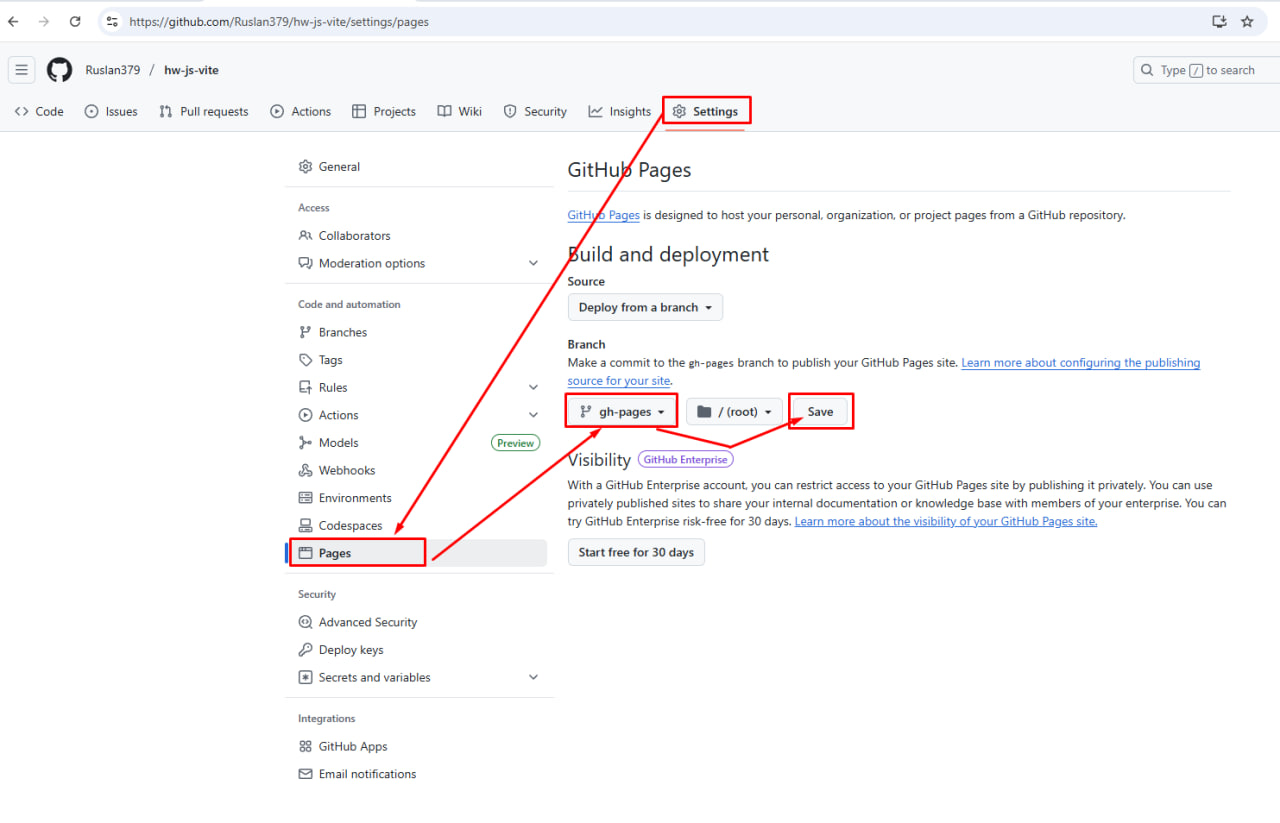 https://github.com/Ruslan379/hw-js-vite/settings/pages
Ruslan379 / hw-js-vite
Type / to search
Code Issues Pull requests Actions Projects Wiki Security Insights Settings
General
Access
Collaborators
Moderation options
Code and automation
Branches
Tags
Rules
Actions
Models Preview
Webhooks
Environments
Codespaces
Pages
Security
Advanced Security
Deploy keys
Secrets and variables
Integrations
GitHub Apps
Email notifications
GitHub Pages
GitHub Pages is designed to host your personal, organization, or project pages from a GitHub repository.
Build and deployment
Source
Deploy from a branch
Branch
Make a commit to the gh-pages branch to publish your GitHub Pages site. Learn more about configuring the publishing
source for your site.
gh-pages / (root) Save
Visibility GitHub Enterprise
With a GitHub Enterprise account, you can restrict access to your GitHub Pages site by publishing it privately. You can use
privately published sites to share your internal documentation or knowledge base with members of your enterprise. You can
try GitHub Enterprise risk-free for 30 days. Learn more about the visibility of your GitHub Pages site.
Start free for 30 days